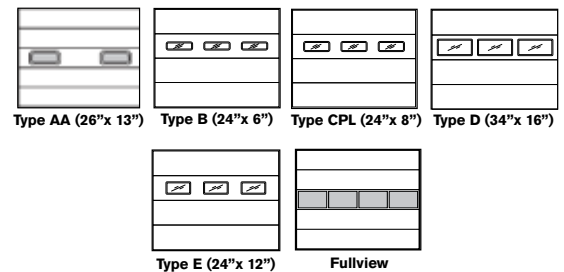 Type AA (26”x 13”) Type B (24”x 6”) Type CPL (24”x 8”) Type D (34”x 16”)
Type E (24”x 12”) Fullview